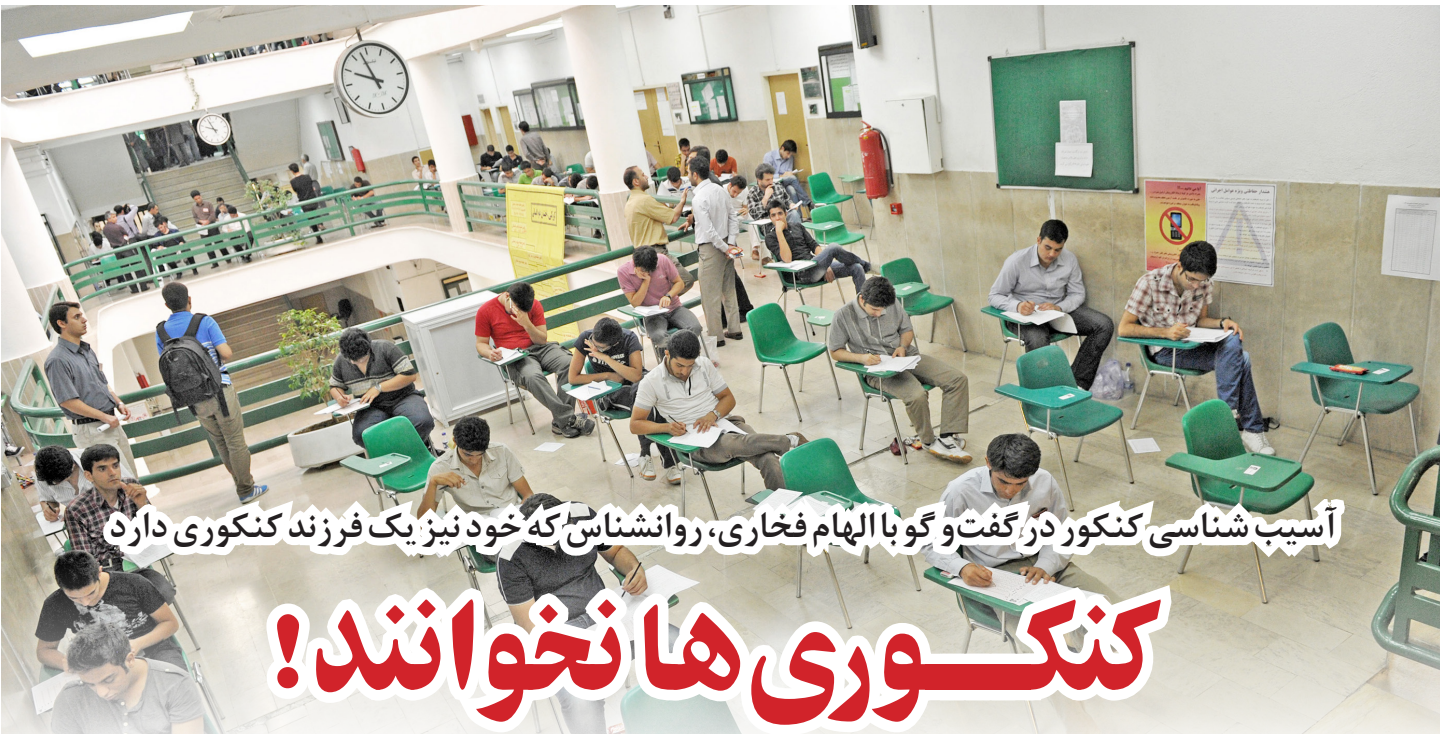 آسیب شناسی کنکور در گفت‌و گو با الهام فخاری، روانشناس که خود نیز یک فرزند کنکوری دارد
کنکوری ها نخوانند!